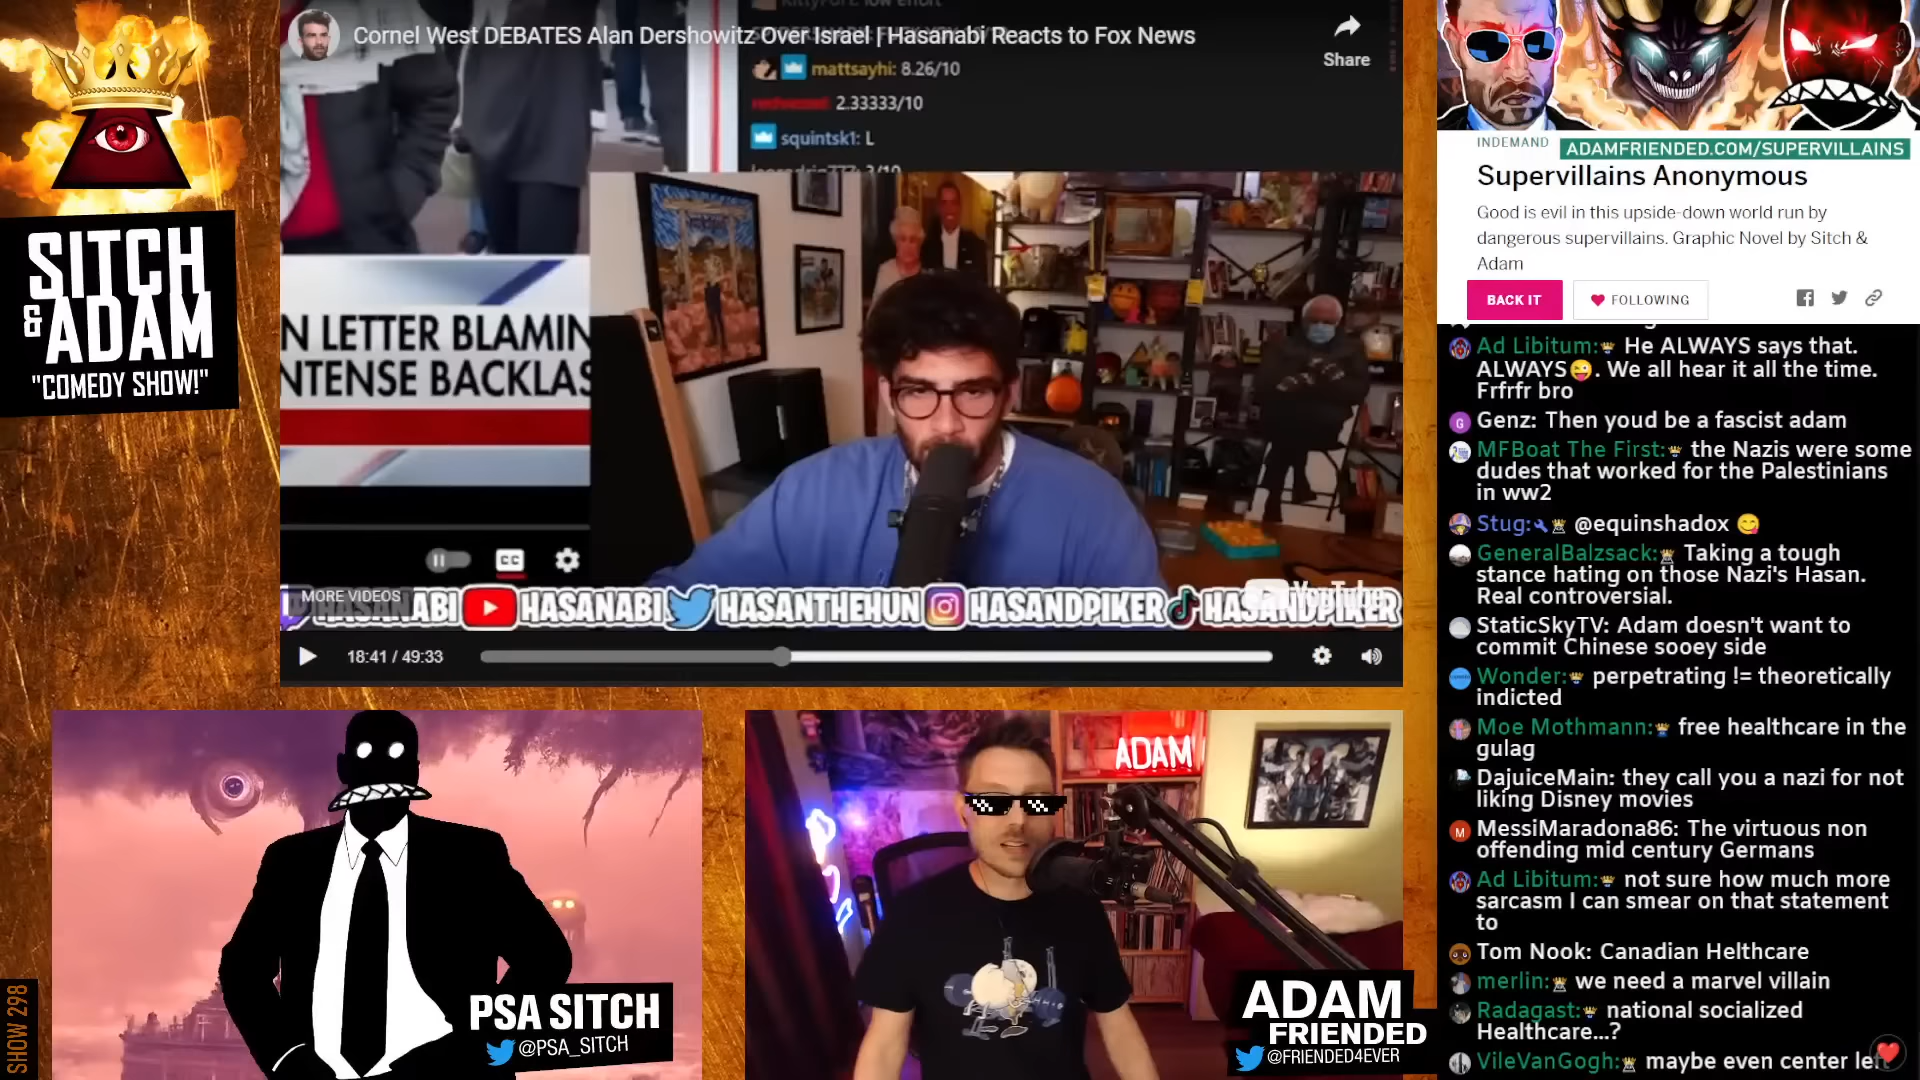 SITCH
& ADAM
"COMEDY SHOW!"
Cornel West DEBATES Alan Dershowitz Over Israel | Hasanabi Reacts to Fox News
Share
mattsayhi: 8.26/10
2.33333/10
squintsk1: L
N LETTER BLAMIN
NTENSE BACKLAS
CC
MORE VIDEOS
HASANABI HASANABI HASANTHEHUN HASANDPIKER HASANDPIKER
YouTube
18:41 / 49:33
SHOW 298
PSA SITCH
@PSA_SITCH
ADAM
ADAM
FRIENDED
@FRIENDED4EVER
INDEMAND
ADAMFRIENDED.COM/SUPERVILLAINS
Supervillains Anonymous
Good is evil in this upside-down world run by
dangerous supervillains. Graphic Novel by Sitch &
Adam
BACK IT
FOLLOWING
Ad Libitum: He ALWAYS says that.
ALWAYS😜. We all hear it all the time.
Frfrfr bro
G
Genz: Then youd be a fascist adam
MFBoat The First: the Nazis were some
dudes that worked for the Palestinians
in ww2
Stug: @equinshadox 😋
GeneralBalzsack: Taking a tough
stance hating on those Nazi's Hasan.
Real controversial.
StaticSkyTV: Adam doesn't want to
commit Chinese sooey side
Wonder: perpetrating != theoretically
indicted
Moe Mothmann: free healthcare in the
gulag
DajuiceMain: they call you a nazi for not
liking Disney movies
M
MessiMaradona86: The virtuous non
offending mid century Germans
Ad Libitum: not sure how much more
sarcasm I can smear on that statement
to
Tom Nook: Canadian Helthcare
merlin: we need a marvel villain
Radagast: national socialized
Healthcare...?
VileVanGogh: maybe even center left